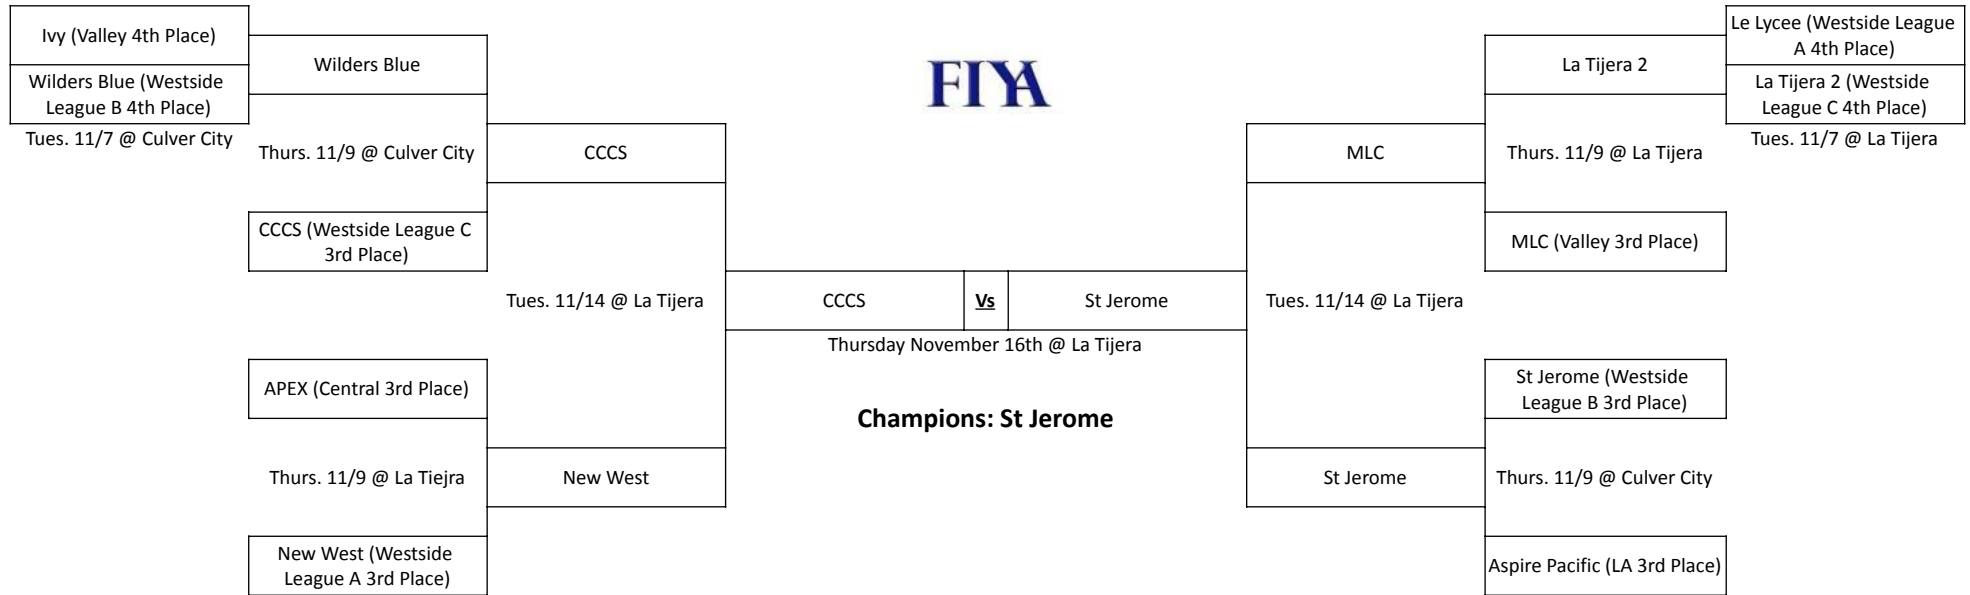 Ivy (Valley 4th Place)
Wilders Blue (Westside
League B 4th Place)
Tues. 11/7 @ Culver City
Wilders Blue
Thurs. 11/9 @ Culver City
CCCS (Westside League C
3rd Place)
CCCS
Tues. 11/14 @ La Tijera
APEX (Central 3rd Place)
Thurs. 11/9 @ La Tiejra
New West (Westside
League A 3rd Place)
New West
FIYA
CCCS
Vs
St Jerome
Thursday November 16th @ La Tijera
Champions: St Jerome
MLC
Tues. 11/14 @ La Tijera
St Jerome
La Tijera 2
Thurs. 11/9 @ La Tijera
MLC (Valley 3rd Place)
Le Lycee (Westside League
A 4th Place)
La Tijera 2 (Westside
League C 4th Place)
Tues. 11/7 @ La Tijera
St Jerome (Westside
League B 3rd Place)
Thurs. 11/9 @ Culver City
Aspire Pacific (LA 3rd Place)